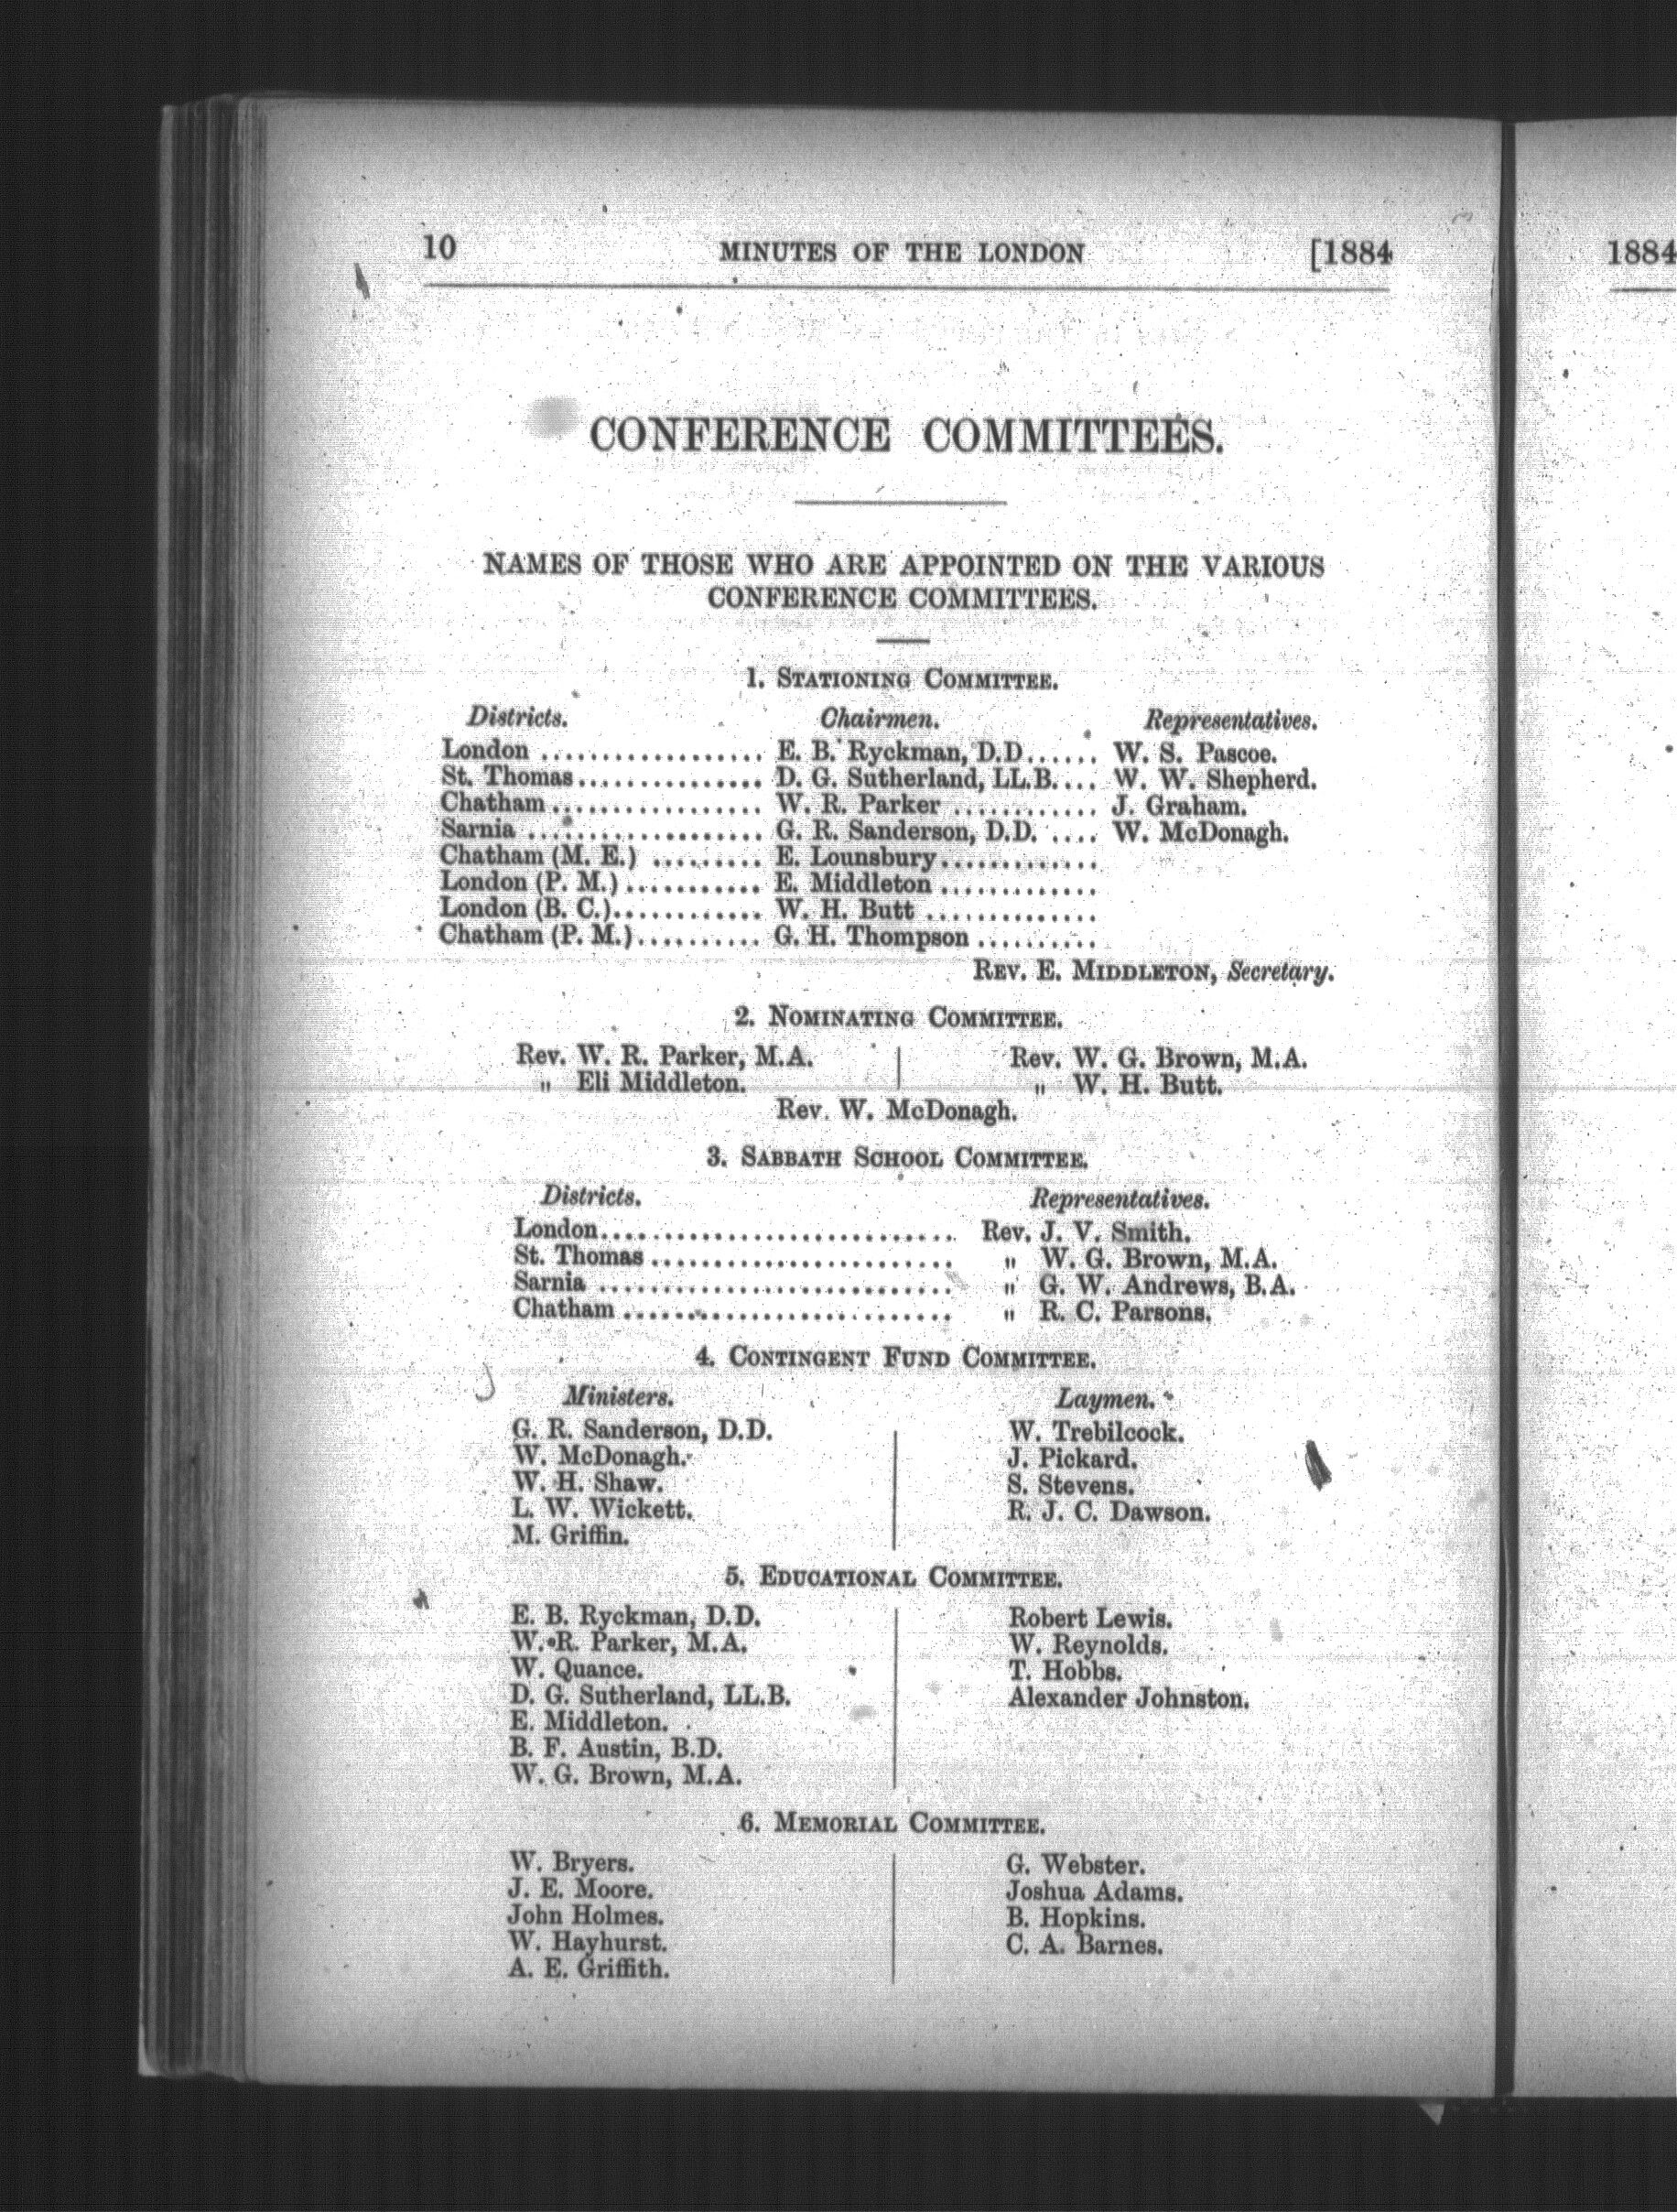 10 MINUTES OF THE LONDON [1884
CONFERENCE COMMITTEES.
NAMES OF THOSE WHO ARE APPOINTED ON THE VARIOUS
CONFERENCE COMMITTEES.
1. STATIONING COMMITTEE.
Districts. Chairmen. Representatives.
London .................. E. B. Ryckman, D.D...... W. S. Pascoe.
St. Thomas............... D. G. Sutherland, LL.B.... W. W. Shepherd.
Chatham ................. W. R. Parker ............ J. Graham.
Sarnia ................... G. R. Sanderson, D.D. .... W. McDonagh.
Chatham (M. E.) ......... E. Lounsbury.............
London (P. M.) ........... E. Middleton .............
London (B. C.)............ W. H. Butt ..............
Chatham (P. M.).......... G. H. Thompson ..........
REV. E. MIDDLETON, Secretary.
2. NOMINATING COMMITTEE.
Rev. W. R. Parker, M.A. Rev. W. G. Brown, M.A.
" Eli Middleton. " W. H. Butt.
Rev. W. McDonagh.
3. SABBATH SCHOOL COMMITTEE.
Districts. Representatives.
London............................ Rev. J. V. Smith.
St. Thomas ........................ " W. G. Brown, M.A.
Sarnia ............................ " G. W. Andrews, B.A.
Chatham .......................... " R. C. Parsons.
4. CONTINGENT FUND COMMITTEE.
Ministers. Laymen.
G. R. Sanderson, D.D. W. Trebilcock.
W. McDonagh. J. Pickard.
W. H. Shaw. S. Stevens.
L. W. Wickett. R. J. C. Dawson.
M. Griffin.
5. EDUCATIONAL COMMITTEE.
E. B. Ryckman, D.D. Robert Lewis.
W. R. Parker, M.A. W. Reynolds.
W. Quance. T. Hobbs.
D. G. Sutherland, LL.B. Alexander Johnston.
E. Middleton.
B. F. Austin, B.D.
W. G. Brown, M.A.
6. MEMORIAL COMMITTEE.
W. Bryers. G. Webster.
J. E. Moore. Joshua Adams.
John Holmes. B. Hopkins.
W. Hayhurst. C. A. Barnes.
A. E. Griffith.
1884